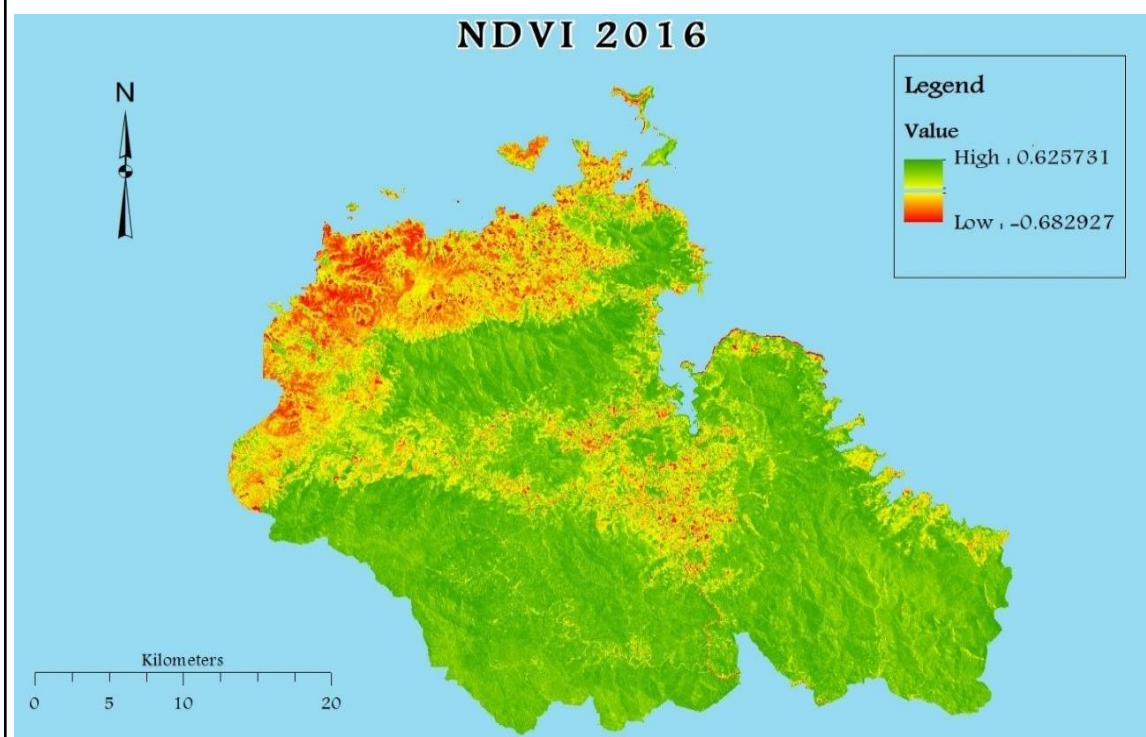 NDVI 2016
N
Legend
Value
High : 0.625731
Low : -0.682927
Kilometers
0 5 10 20